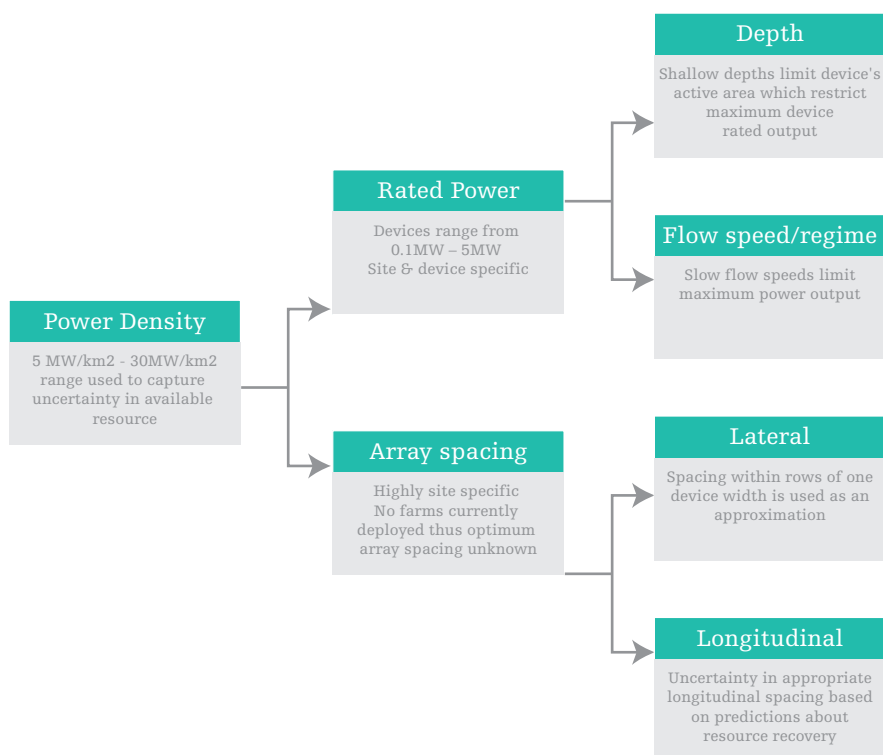 Power Density
5 MW/km2 - 30MW/km2
range used to capture
uncertainty in available
resource
Rated Power
Devices range from
0.1MW – 5MW
Site & device specific
Array spacing
Highly site specific
No farms currently
deployed thus optimum
array spacing unknown
Depth
Shallow depths limit device's
active area which restrict
maximum device
rated output
Flow speed/regime
Slow flow speeds limit
maximum power output
Lateral
Spacing within rows of one
device width is used as an
approximation
Longitudinal
Uncertainty in appropriate
longitudinal spacing based
on predictions about
resource recovery